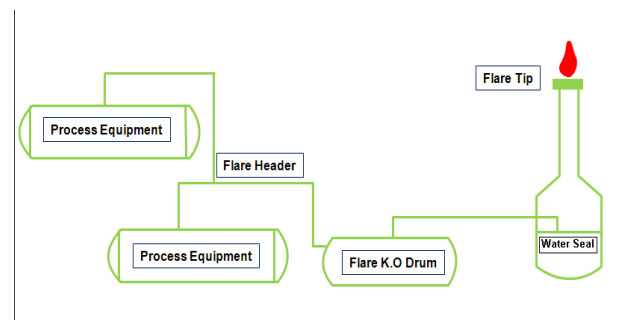 Flare Tip
Process Equipment
Flare Header
Water Seal
Process Equipment
Flare K.O Drum